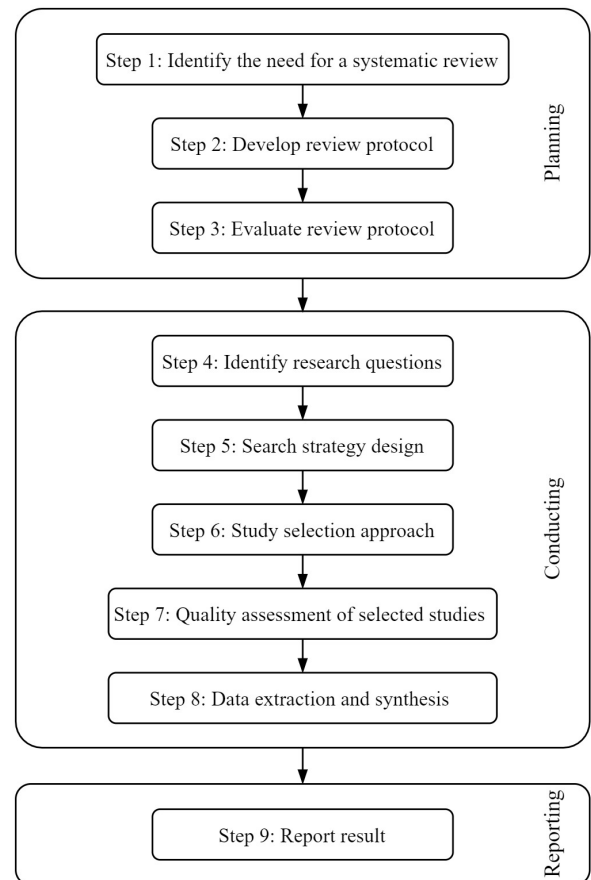 Step 1: Identify the need for a systematic review
Step 2: Develop review protocol
Step 3: Evaluate review protocol
Planning
Step 4: Identify research questions
Step 5: Search strategy design
Step 6: Study selection approach
Step 7: Quality assessment of selected studies
Step 8: Data extraction and synthesis
Conducting
Step 9: Report result
Reporting